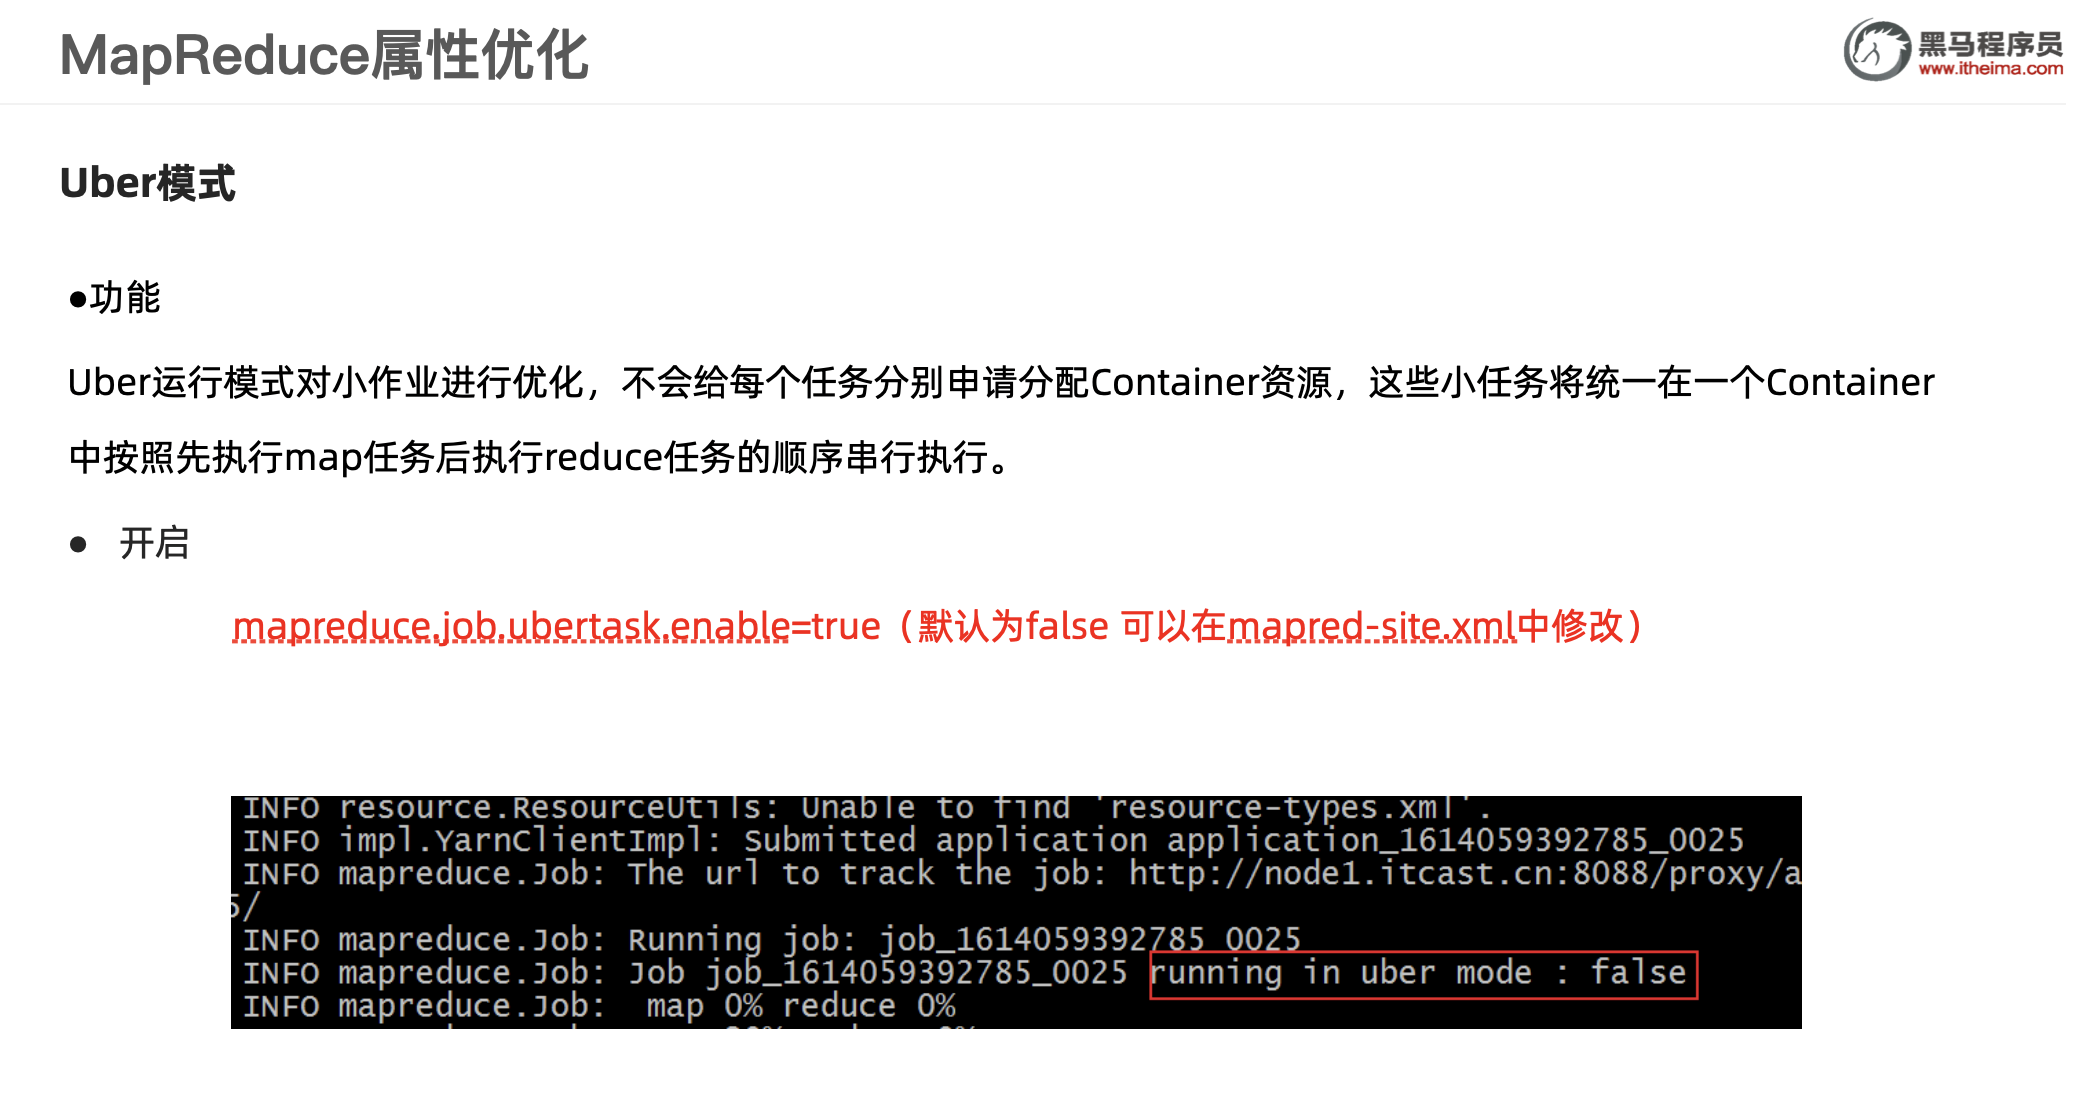 MapReduce属性优化
黑马程序员
www.itheima.com
Uber模式
●功能
Uber运行模式对小作业进行优化，不会给每个任务分别申请分配Container资源，这些小任务将统一在一个Container
中按照先执行map任务后执行reduce任务的顺序串行执行。
● 开启
mapreduce.job.ubertask.enable=true（默认为false 可以在mapred-site.xml中修改）
INFO resource.ResourceUtils: Unable to find 'resource-types.xml'.
INFO impl.YarnClientImpl: Submitted application application_1614059392785_0025
INFO mapreduce.Job: The url to track the job: http://node1.itcast.cn:8088/proxy/a
5/
INFO mapreduce.Job: Running job: job_1614059392785_0025
INFO mapreduce.Job: Job job_1614059392785_0025 running in uber mode : false
INFO mapreduce.Job:  map 0% reduce 0%